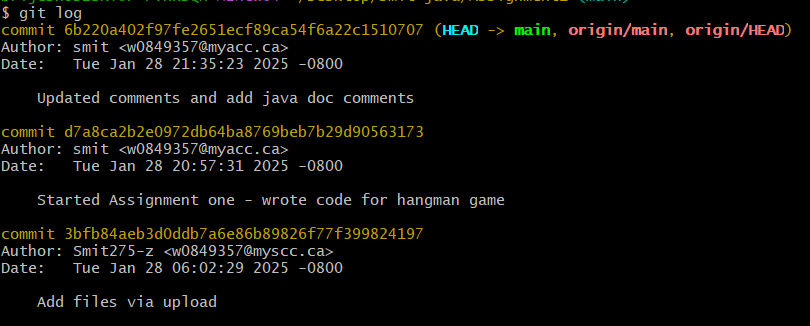 $ git log
commit 6b220a402f97fe2651ecf89ca54f6a22c1510707 (HEAD -> main, origin/main, origin/HEAD)
Author: smit <w0849357@myacc.ca>
Date:   Tue Jan 28 21:35:23 2025 -0800
    Updated comments and add java doc comments
commit d7a8ca2b2e0972db64ba8769beb7b29d90563173
Author: smit <w0849357@myacc.ca>
Date:   Tue Jan 28 20:57:31 2025 -0800
    Started Assignment one - wrote code for hangman game
commit 3bfb84aeb3d0ddb7a6e86b89826f77f399824197
Author: Smit275-z <w0849357@myscc.ca>
Date:   Tue Jan 28 06:02:29 2025 -0800
    Add files via upload